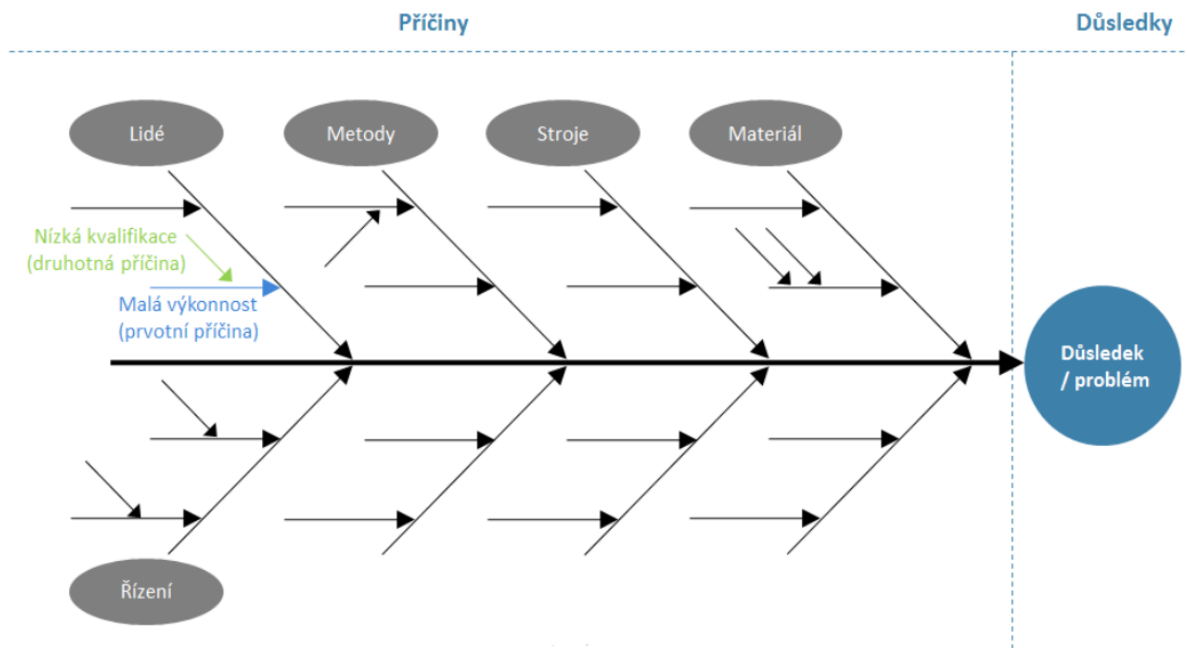 Příčiny
Důsledky
Lidé
Metody
Stroje
Materiál
Nízká kvalifikace
(druhotná příčina)
Malá výkonnost
(prvotní příčina)
Důsledek
/ problém
Řízení